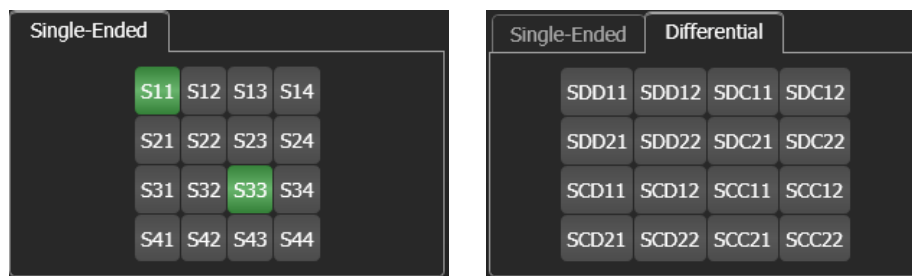 Single-Ended
S11 S12 S13 S14
S21 S22 S23 S24
S31 S32 S33 S34
S41 S42 S43 S44
Single-Ended Differential
SDD11 SDD12 SDC11 SDC12
SDD21 SDD22 SDC21 SDC22
SCD11 SCD12 SCC11 SCC12
SCD21 SCD22 SCC21 SCC22